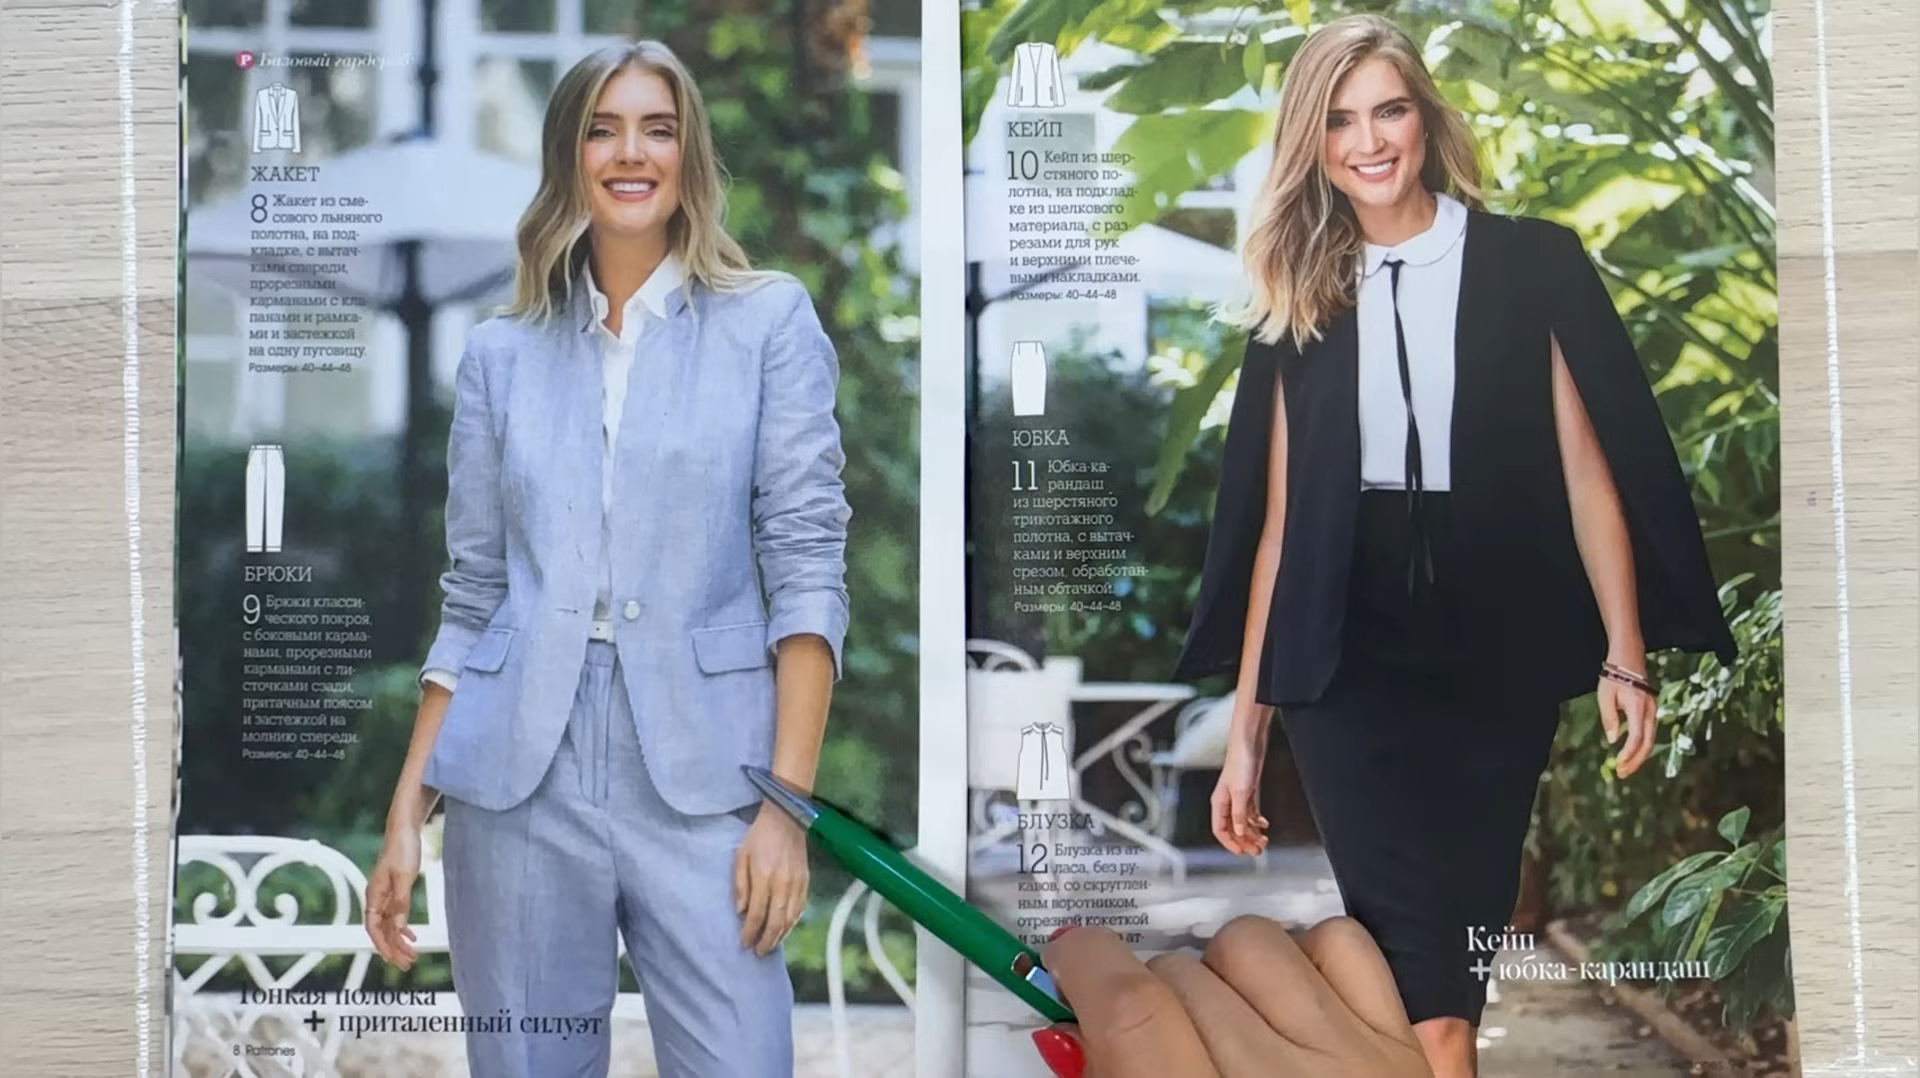 P Базовый гардероб
ЖАКЕТ
8 Жакет из сме-
сового льняного
полотна, на под-
кладке, с вытач-
ками спереди,
прорезными
карманами с кла-
панами и рамка-
ми и застежкой
на одну пуговицу.
Размеры: 40–44–48
БРЮКИ
9 Брюки класси-
ческого покроя,
с боковыми карма-
нами, прорезными
карманами с ли-
сточками сзади,
притачным поясом
и застежкой на
молнию спереди.
Размеры: 40–44–48
Тонкая полоска
+ приталенный силуэт
8 Patrones
КЕЙП
10 Кейп из шер-
стяного по-
лотна, на подклад-
ке из шелкового
материала, с раз-
резами для рук
и верхними плече-
выми накладками.
Размеры: 40–44–48
ЮБКА
11 Юбка-ка-
рандаш
из шерстяного
трикотажного
полотна, с вытач-
ками и верхним
срезом, обработан-
ным обтачкой.
Размеры: 40–44–48
БЛУЗКА
12 Блузка из ат-
ласа, без ру-
кавов, со скруглен-
ным воротником,
отрезной кокеткой
и
ат-
Кейп
+ юбка-карандаш